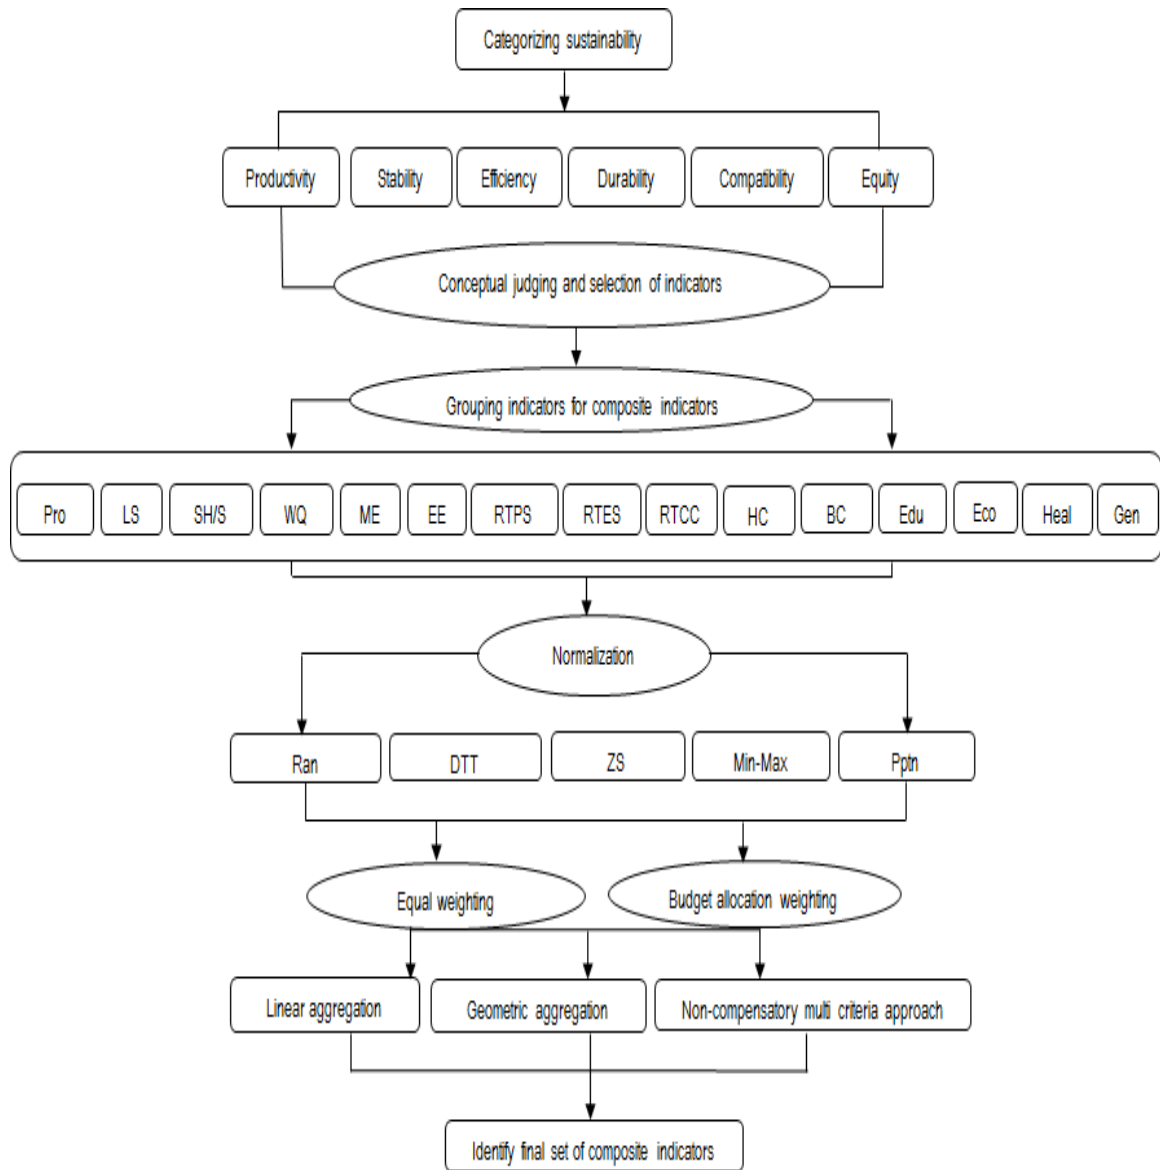 Categorizing sustainability
Productivity
Stability
Efficiency
Durability
Compatibility
Equity
Conceptual judging and selection of indicators
Grouping indicators for composite indicators
Pro
LS
SH/S
WQ
ME
EE
RTPS
RTES
RTCC
HC
BC
Edu
Eco
Heal
Gen
Normalization
Ran
DTT
ZS
Min-Max
Pptn
Equal weighting
Budget allocation weighting
Linear aggregation
Geometric aggregation
Non-compensatory multi criteria approach
Identify final set of composite indicators